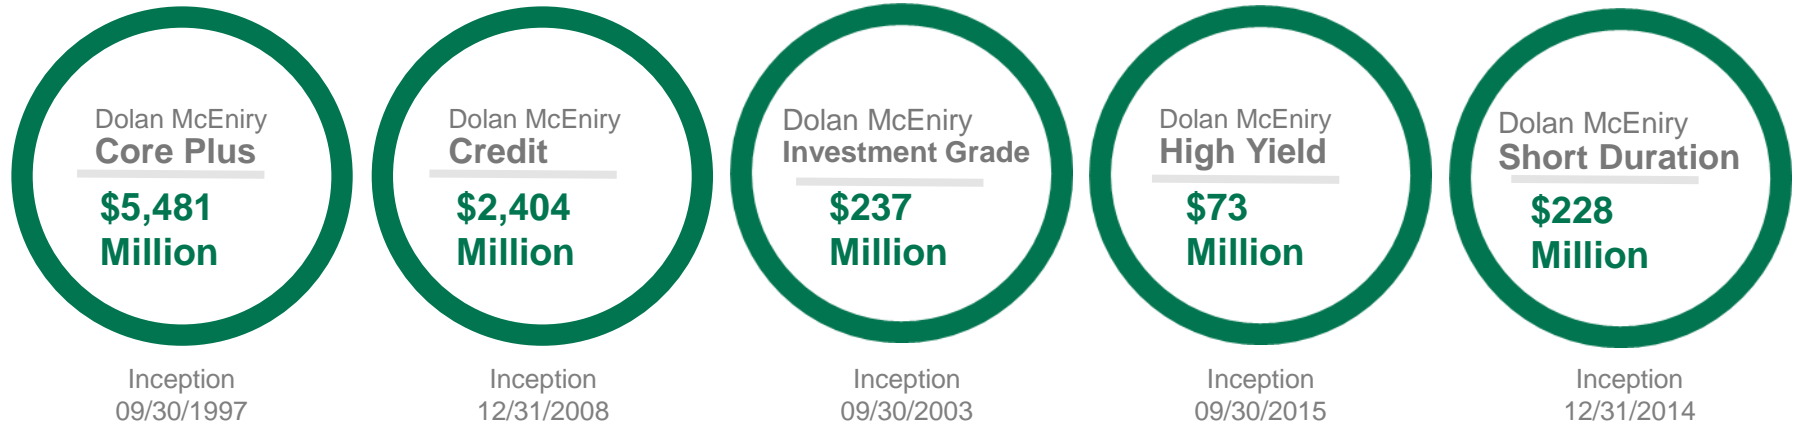 Dolan McEniry
Core Plus
$5,481
Million
Inception
09/30/1997
Dolan McEniry
Credit
$2,404
Million
Inception
12/31/2008
Dolan McEniry
Investment Grade
$237
Million
Inception
09/30/2003
Dolan McEniry
High Yield
$73
Million
Inception
09/30/2015
Dolan McEniry
Short Duration
$228
Million
Inception
12/31/2014